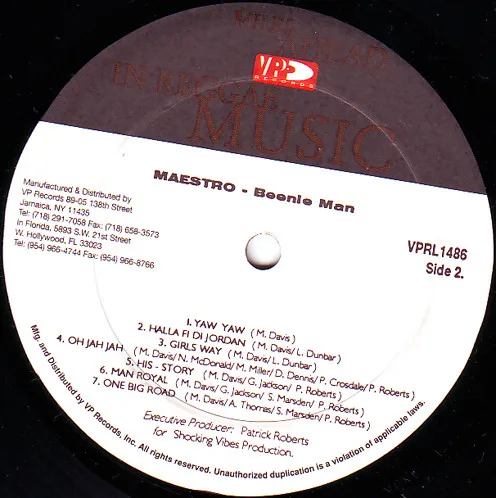 MILES AHEAD
IN REGGAE
MUSIC
VP
RECORDS
MAESTRO - Beenie Man
Manufactured & Distributed by
VP Records 89-05 138th Street
Jamaica, NY 11435
Tel: (718) 291-7058 Fax: (718) 658-3573
In Florida, 5893 S.W. 21st Street
W. Hollywood, FL 33023
Tel: (954) 966-4744 Fax: (954) 966-8766
VPRL1486
Side 2.
1. YAW YAW (M. Davis)
2. HALLA FI DI JORDAN (M. Davis/L. Dunbar)
3. GIRLS WAY (M. Davis/L. Dunbar)
4. OH JAH JAH (M. Davis/N. McDonald/M. Miller/D. Dennis/P. Crosdale/P. Roberts)
5. HIS - STORY (M. Davis/G. Jackson/P. Roberts)
6. MAN ROYAL (M. Davis/G. Jackson/S. Marsden/P. Roberts)
7. ONE BIG ROAD (M. Davis/A. Thomas/S. Marsden/P. Roberts)
Executive Producer: Patrick Roberts
for Shocking Vibes Production.
Mfg. and Distributed by VP Records, Inc. All rights reserved. Unauthorized duplication is a violation of applicable laws.